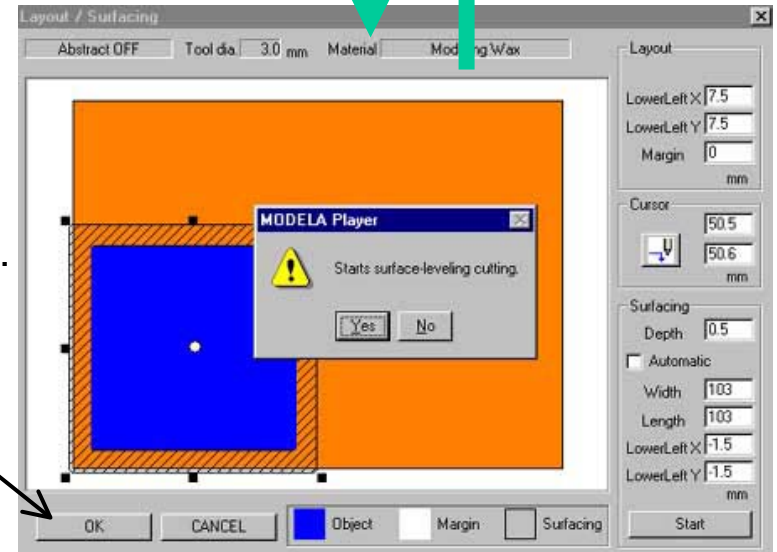 Layout / Surfacing
Abstract OFF Tool dia. 3.0 mm Material Modeling Wax
Layout
LowerLeft X 7.5
LowerLeft Y 7.5
Margin 0
mm
Cursor
50.5
50.6
mm
MODELA Player
Starts surface-leveling cutting.
Yes No
Surfacing
Depth 0.5
Automatic
Width 103
Length 103
LowerLeft X -1.5
LowerLeft Y -1.5
mm
OK CANCEL Object Margin Surfacing Start